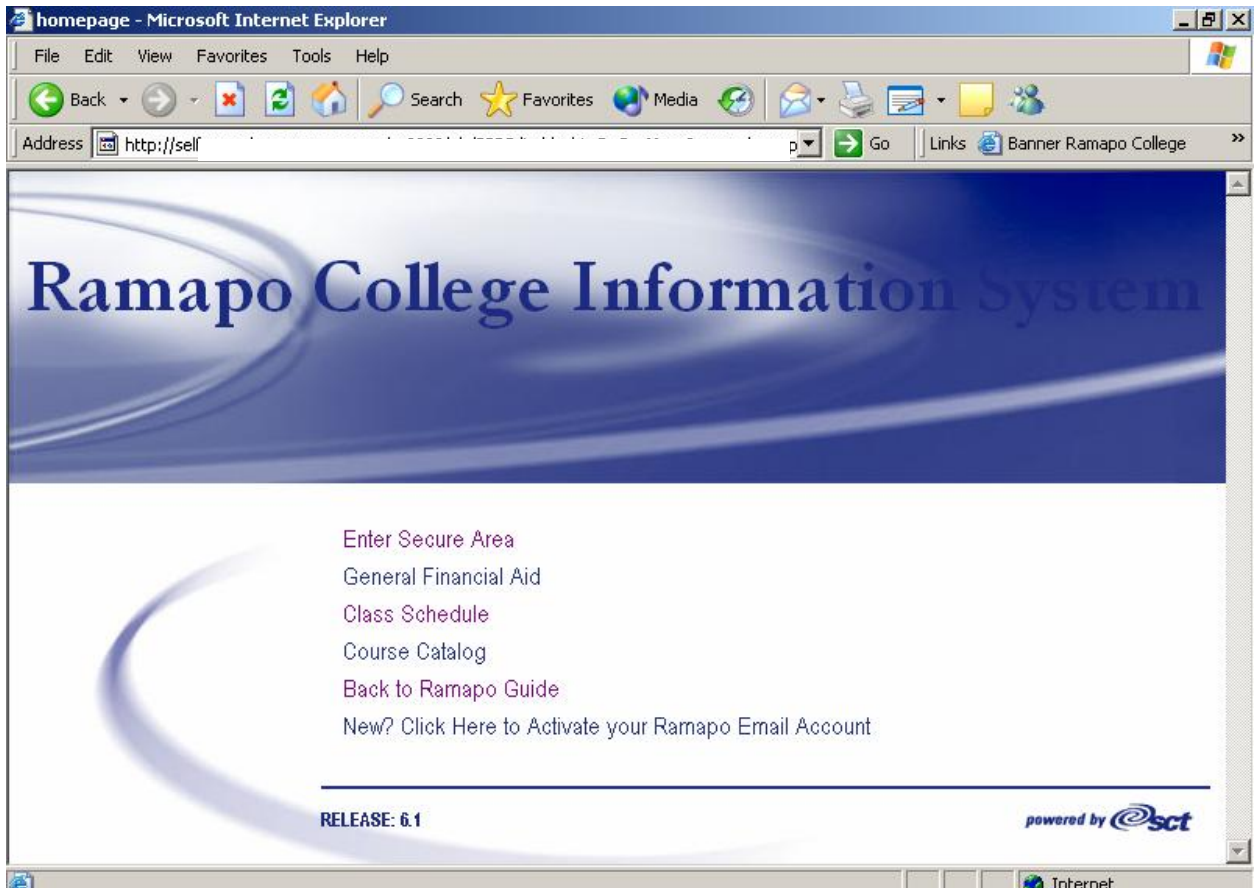 homepage - Microsoft Internet Explorer
File Edit View Favorites Tools Help
Back Search Favorites Media
Address http://self p Go Links Banner Ramapo College »
Ramapo College Information System
Enter Secure Area
General Financial Aid
Class Schedule
Course Catalog
Back to Ramapo Guide
New? Click Here to Activate your Ramapo Email Account
RELEASE: 6.1 powered by sct
Internet